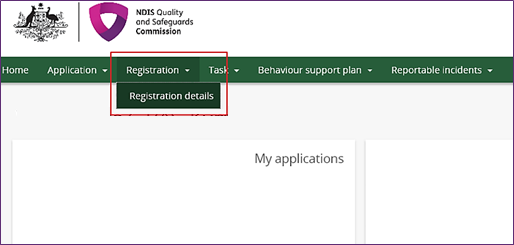 NDIS Quality
and Safeguards
Commission
Home Application Registration Task Behaviour support plan Reportable incidents
Registration details
My applications